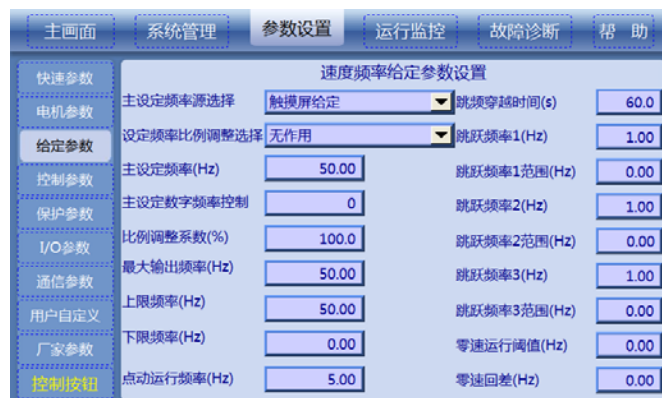 主画面 系统管理 参数设置 运行监控 故障诊断 帮 助
速度频率给定参数设置
快速参数
电机参数
给定参数
控制参数
保护参数
I/O参数
通信参数
用户自定义
厂家参数
控制按钮
主设定频率源选择 触摸屏给定
设定频率比例调整选择 无作用
主设定频率(Hz) 50.00
主设定数字频率控制 0
比例调整系数(%) 100.0
最大输出频率(Hz) 50.00
上限频率(Hz) 50.00
下限频率(Hz) 0.00
点动运行频率(Hz) 5.00
跳频穿越时间(s) 60.0
跳跃频率1(Hz) 1.00
跳跃频率1范围(Hz) 0.00
跳跃频率2(Hz) 1.00
跳跃频率2范围(Hz) 0.00
跳跃频率3(Hz) 1.00
跳跃频率3范围(Hz) 0.00
零速运行阈值(Hz) 0.00
零速回差(Hz) 0.00